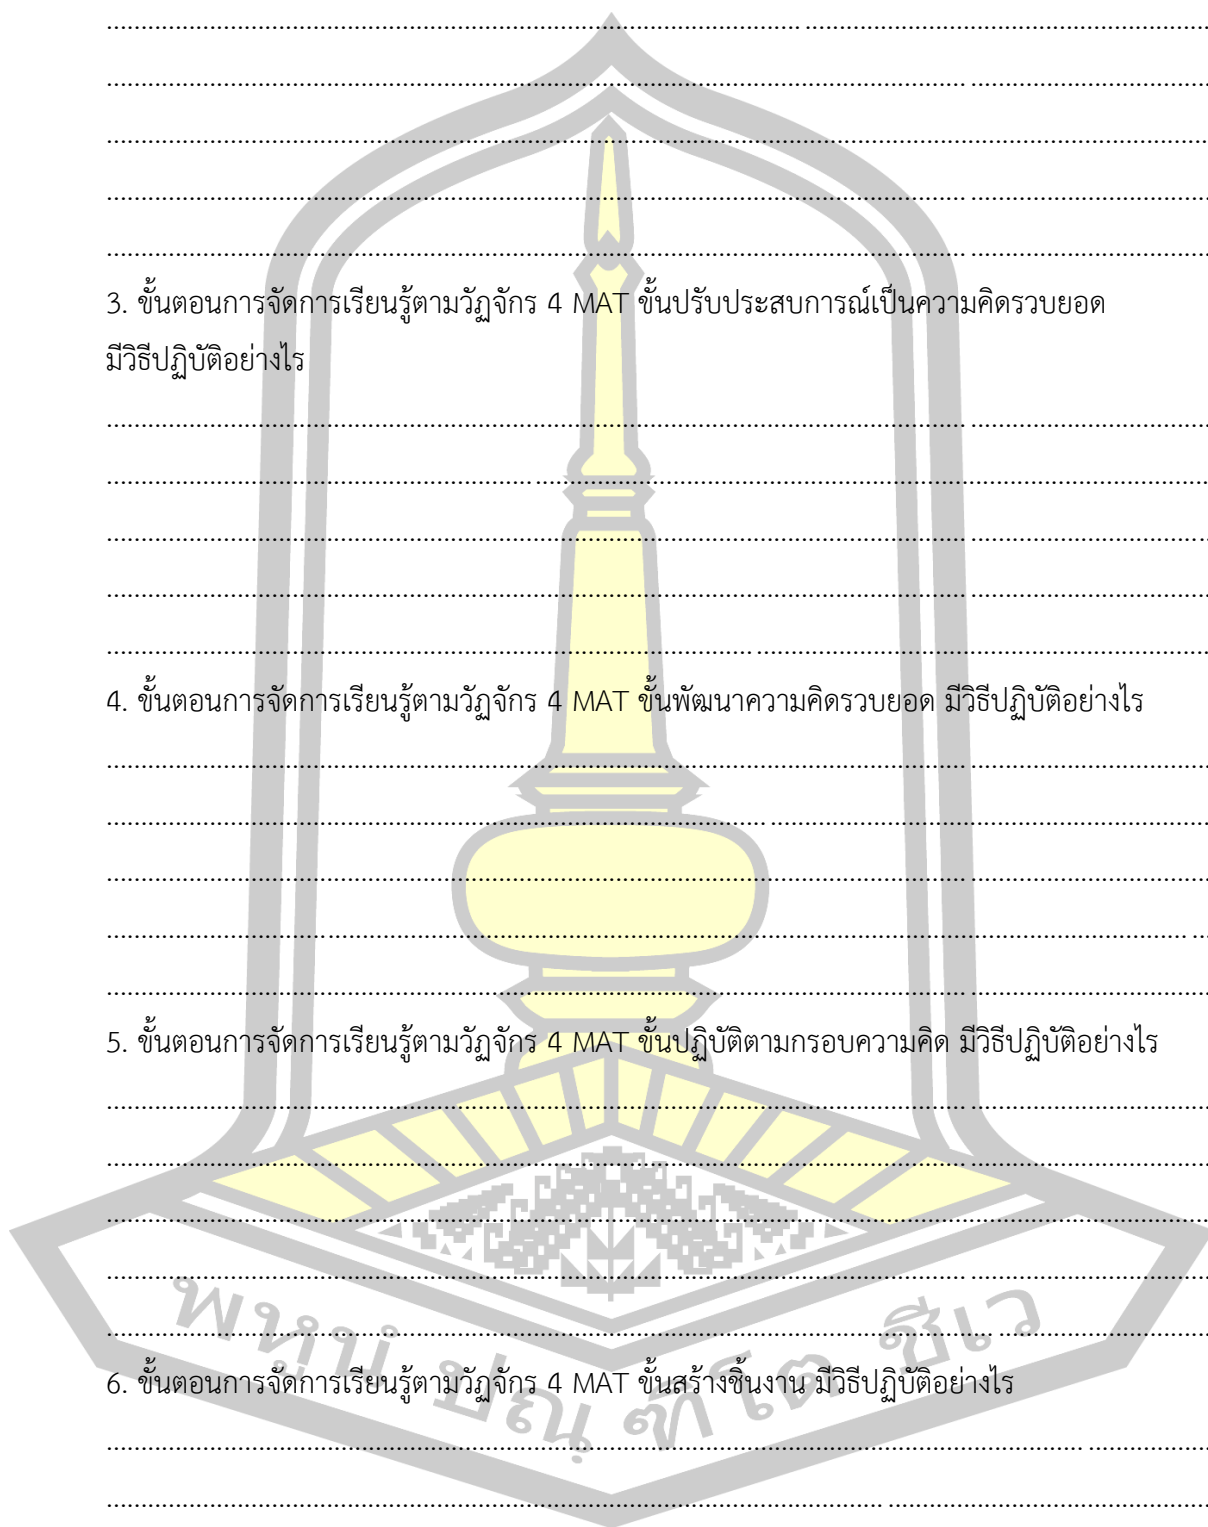 3. ขั้นตอนการจัดการเรียนรู้ตามวัฏจักร 4 MAT ขั้นปรับประสบการณ์เป็นความคิดรวบยอด
มีวิธีปฏิบัติอย่างไร
4. ขั้นตอนการจัดการเรียนรู้ตามวัฏจักร 4 MAT ขั้นพัฒนาความคิดรวบยอด มีวิธีปฏิบัติอย่างไร
5. ขั้นตอนการจัดการเรียนรู้ตามวัฏจักร 4 MAT ขั้นปฏิบัติตามกรอบความคิด มีวิธีปฏิบัติอย่างไร
พหูนํ ปณฺฑิโต ชีเว
6. ขั้นตอนการจัดการเรียนรู้ตามวัฏจักร 4 MAT ขั้นสร้างชิ้นงาน มีวิธีปฏิบัติอย่างไร